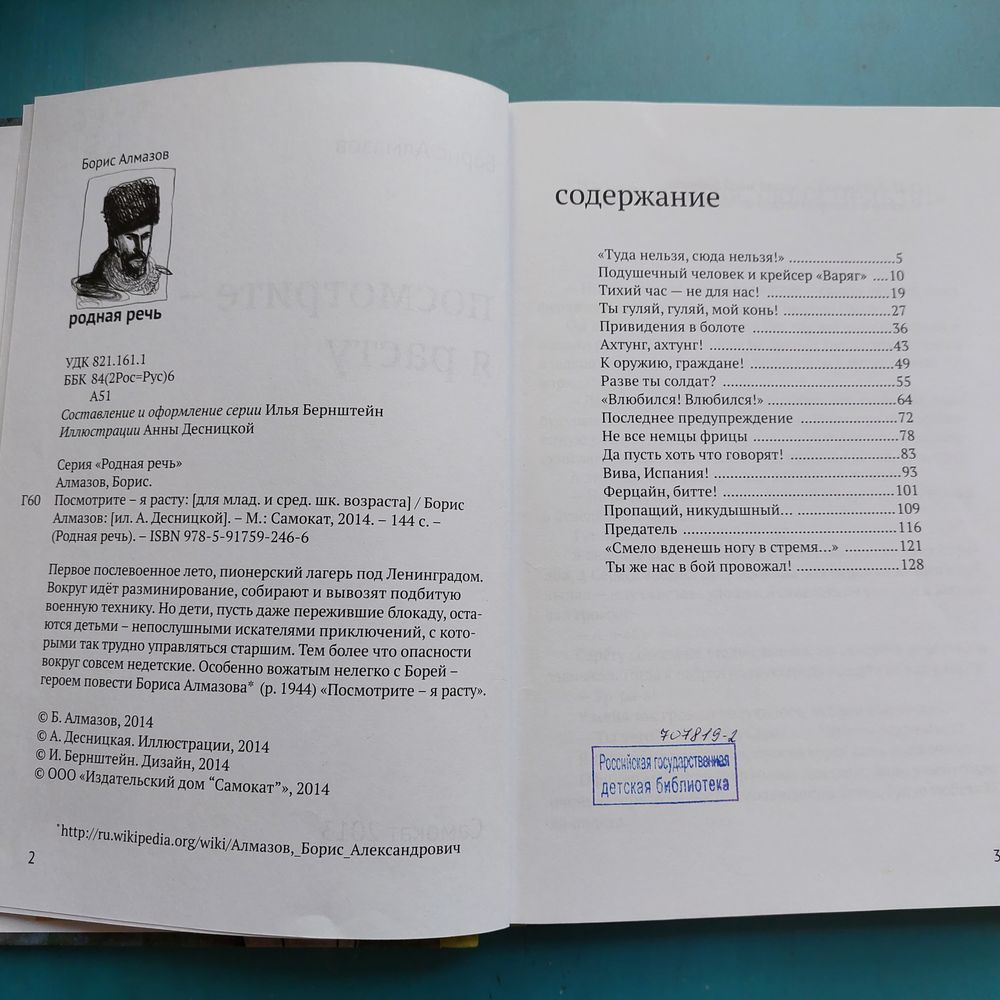 Борис Алмазов
родная речь
УДК 821.161.1
ББК 84(2Рос=Рус)6
А51
Составление и оформление серии Илья Бернштейн
Иллюстрации Анны Десницкой
Серия «Родная речь»
Алмазов, Борис.
Г60 Посмотрите – я расту: [для млад. и сред. шк. возраста] / Борис
Алмазов: [ил. А. Десницкой]. – М.: Самокат, 2014. – 144 с. –
(Родная речь). – ISBN 978-5-91759-246-6
Первое послевоенное лето, пионерский лагерь под Ленинградом.
Вокруг идёт разминирование, собирают и вывозят подбитую
военную технику. Но дети, пусть даже пережившие блокаду, оста-
ются детьми – непослушными искателями приключений, с кото-
рыми так трудно управляться старшим. Тем более что опасности
вокруг совсем недетские. Особенно вожатым нелегко с Борей –
героем повести Бориса Алмазова* (р. 1944) «Посмотрите – я расту».
© Б. Алмазов, 2014
© А. Десницкая. Иллюстрации, 2014
© И. Бернштейн. Дизайн, 2014
© ООО «Издательский дом “Самокат”», 2014
*http://ru.wikipedia.org/wiki/Алмазов,_Борис_Александрович
2
содержание
«Туда нельзя, сюда нельзя!» ..........................5
Подушечный человек и крейсер «Варяг» ....10
Тихий час — не для нас! ..........................19
Ты гуляй, гуляй, мой конь! ..........................27
Привидения в болоте ..........................36
Ахтунг, ахтунг! ..........................43
К оружию, граждане! ..........................49
Разве ты солдат? ..........................55
«Влюбился! Влюбился!» ..........................64
Последнее предупреждение ..........................72
Не все немцы фрицы ..........................78
Да пусть хоть что говорят! ..........................83
Вива, Испания! ..........................93
Ферцайн, битте! ..........................101
Пропащий, никудышный... ..........................109
Предатель ..........................116
«Смело вденешь ногу в стремя...» ................121
Ты же нас в бой провожал! ..........................128
707819-2
Российская государственная
детская библиотека
3